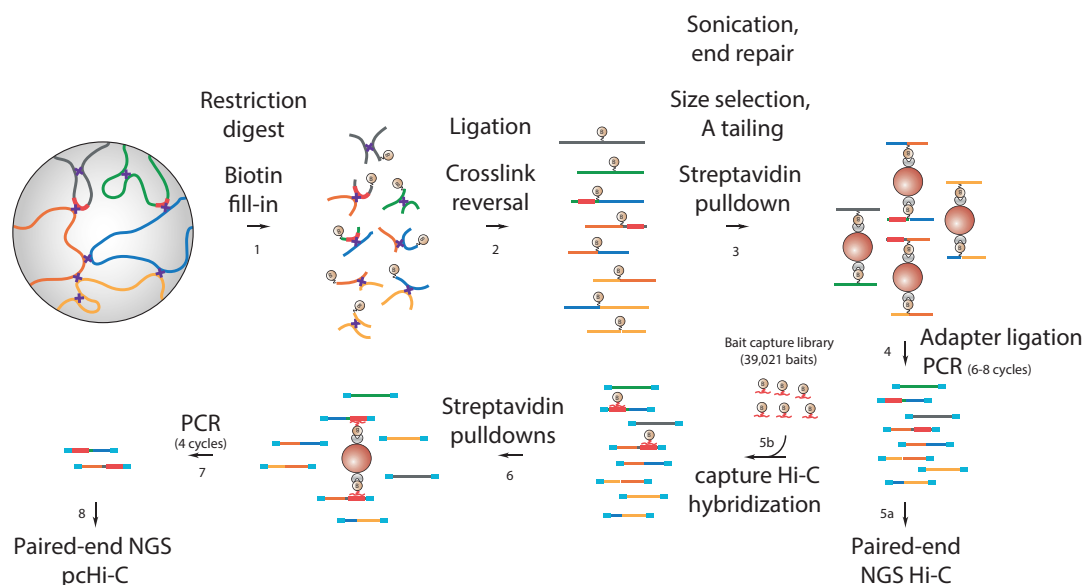 Restriction
digest
Biotin
fill-in
1
Ligation
Crosslink
reversal
2
Sonication,
end repair
Size selection,
A tailing
Streptavidin
pulldown
3
4
Adapter ligation
PCR (6-8 cycles)
5a
Paired-end
NGS Hi-C
Bait capture library
(39,021 baits)
5b
capture Hi-C
hybridization
Streptavidin
pulldowns
6
PCR
(4 cycles)
7
8
Paired-end NGS
pcHi-C